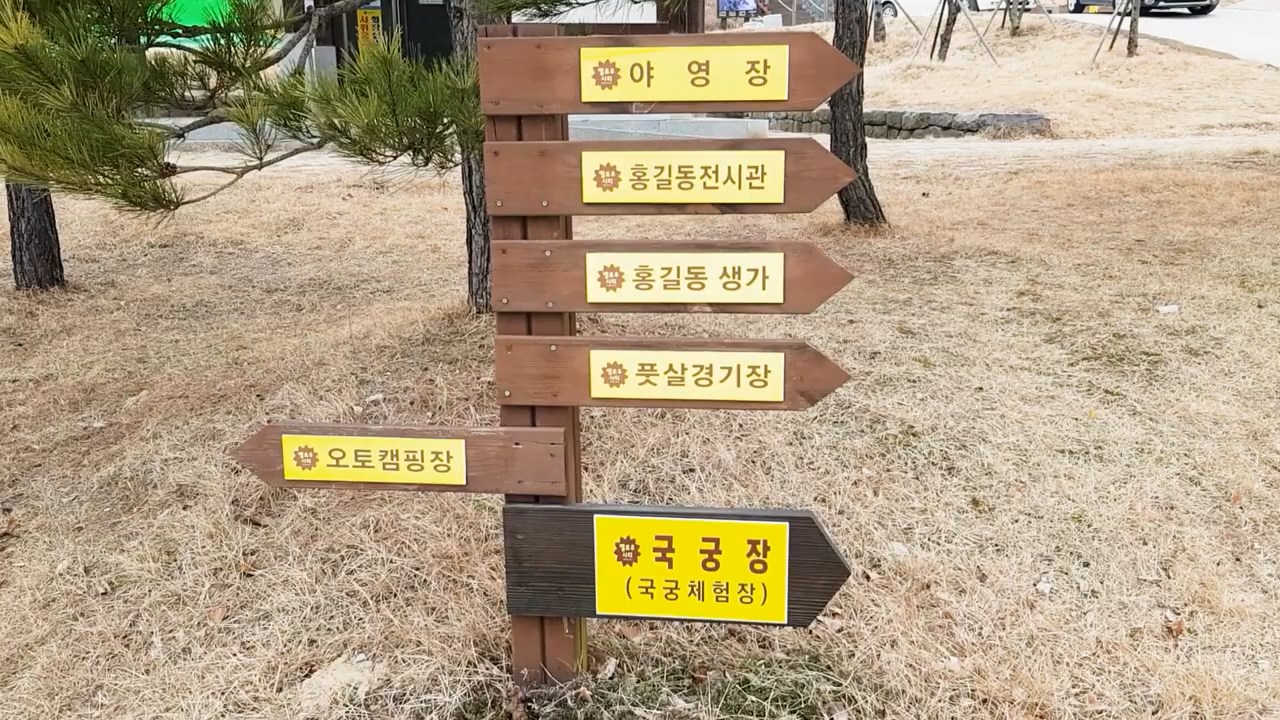 야 영 장
홍길동전시관
홍길동 생가
풋살경기장
오토캠핑장
국 궁 장
(국궁체험장)